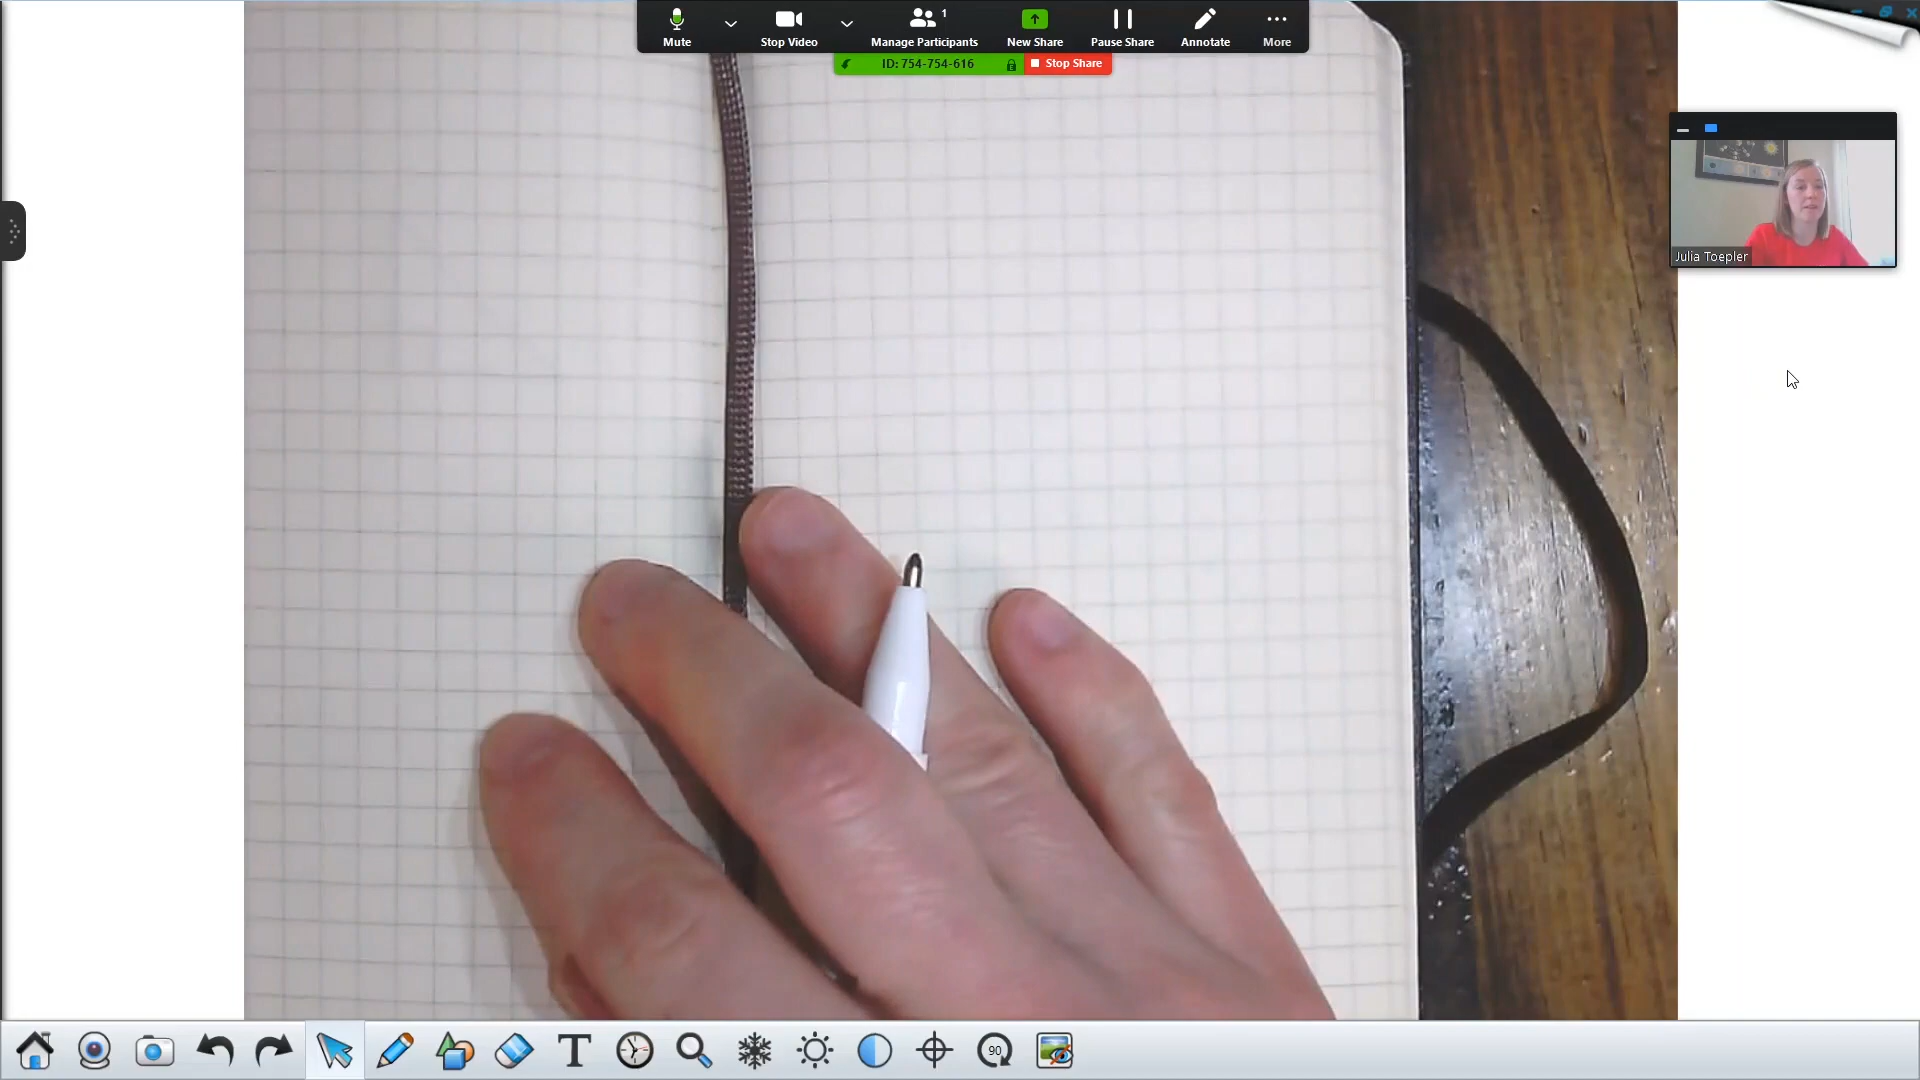 1
Mute
Stop Video
Manage Participants
New Share
Pause Share
Annotate
More
ID: 754-754-616
Stop Share
Julia Toepler
T
90